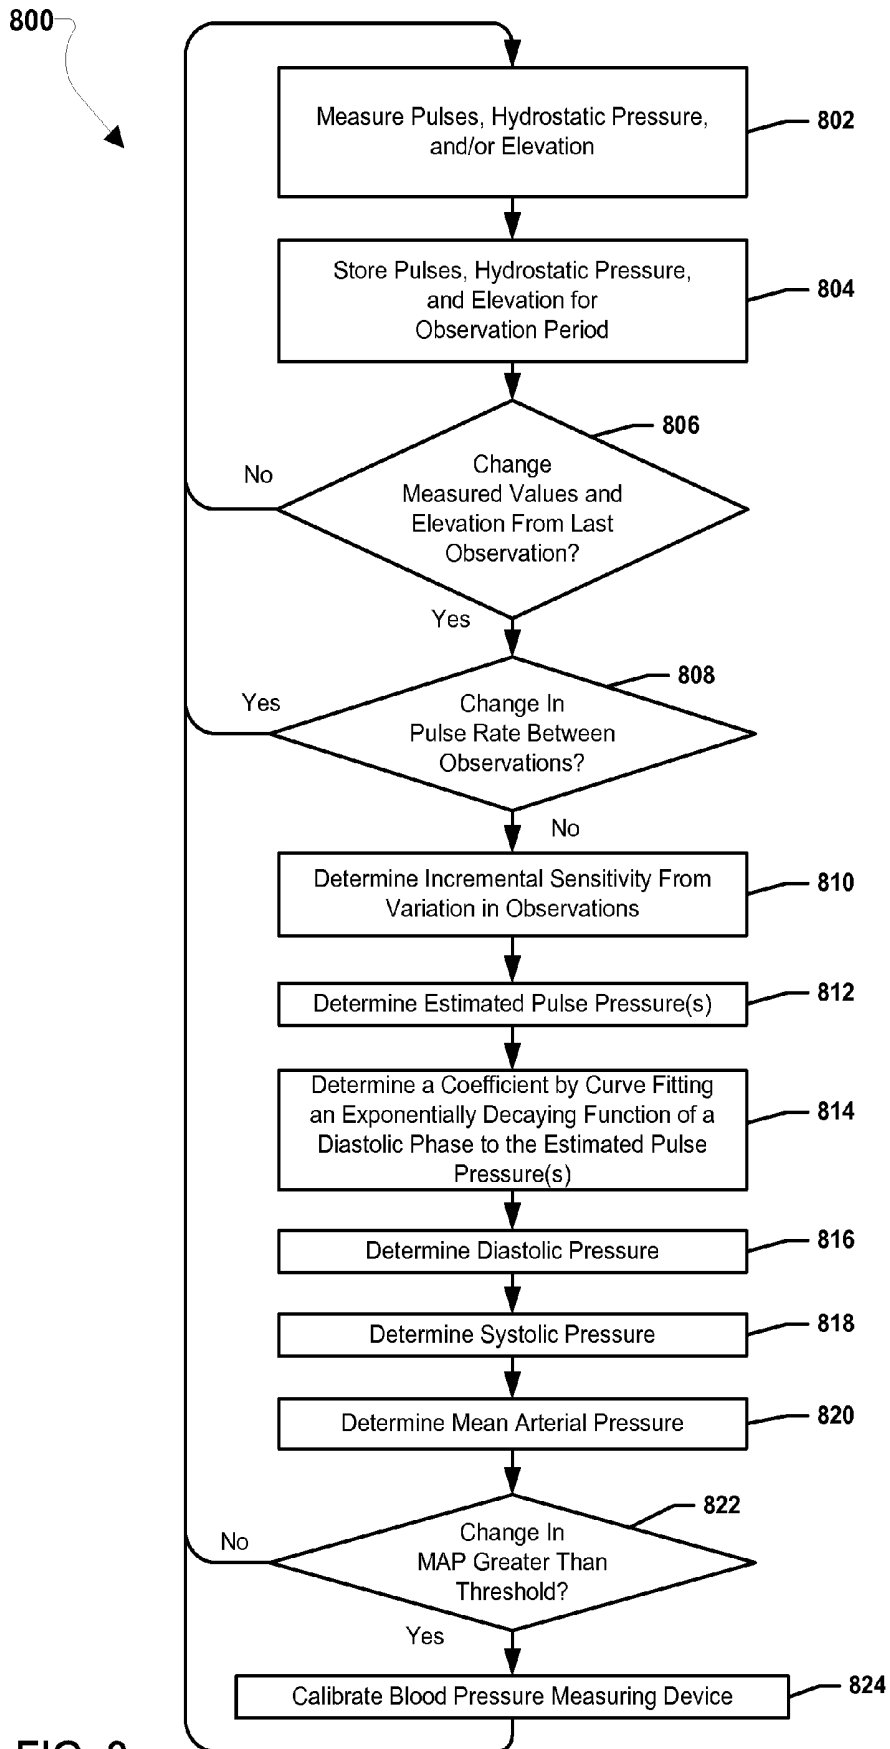 800
Measure Pulses, Hydrostatic Pressure,
and/or Elevation
802
Store Pulses, Hydrostatic Pressure,
and Elevation for
Observation Period
804
806
Change
Measured Values and
Elevation From Last
Observation?
No
Yes
808
Change In
Pulse Rate Between
Observations?
Yes
No
Determine Incremental Sensitivity From
Variation in Observations
810
Determine Estimated Pulse Pressure(s)
812
Determine a Coefficient by Curve Fitting
an Exponentially Decaying Function of a
Diastolic Phase to the Estimated Pulse
Pressure(s)
814
Determine Diastolic Pressure
816
Determine Systolic Pressure
818
Determine Mean Arterial Pressure
820
822
Change In
MAP Greater Than
Threshold?
No
Yes
Calibrate Blood Pressure Measuring Device
824
FIG.